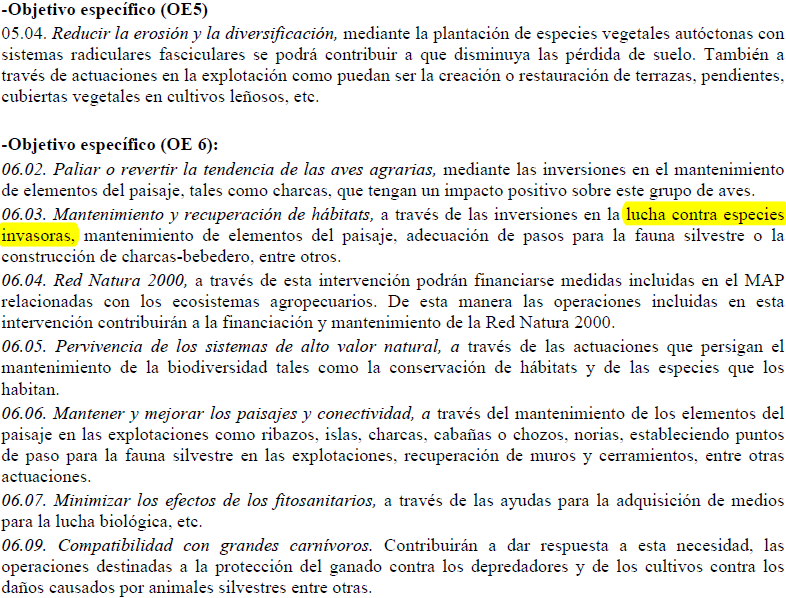 -Objetivo específico (OE5)
05.04. Reducir la erosión y la diversificación, mediante la plantación de especies vegetales autóctonas con
sistemas radiculares fasciculares se podrá contribuir a que disminuya las pérdida de suelo. También a
través de actuaciones en la explotación como puedan ser la creación o restauración de terrazas, pendientes,
cubiertas vegetales en cultivos leñosos, etc.
-Objetivo específico (OE 6):
06.02. Paliar o revertir la tendencia de las aves agrarias, mediante las inversiones en el mantenimiento
de elementos del paisaje, tales como charcas, que tengan un impacto positivo sobre este grupo de aves.
06.03. Mantenimiento y recuperación de hábitats, a través de las inversiones en la lucha contra especies
invasoras, mantenimiento de elementos del paisaje, adecuación de pasos para la fauna silvestre o la
construcción de charcas-bebedero, entre otros.
06.04. Red Natura 2000, a través de esta intervención podrán financiarse medidas incluidas en el MAP
relacionadas con los ecosistemas agropecuarios. De esta manera las operaciones incluidas en esta
intervención contribuirán a la financiación y mantenimiento de la Red Natura 2000.
06.05. Pervivencia de los sistemas de alto valor natural, a través de las actuaciones que persigan el
mantenimiento de la biodiversidad tales como la conservación de hábitats y de las especies que los
habitan.
06.06. Mantener y mejorar los paisajes y conectividad, a través del mantenimiento de los elementos del
paisaje en las explotaciones como ribazos, islas, charcas, cabañas o chozos, norias, estableciendo puntos
de paso para la fauna silvestre en las explotaciones, recuperación de muros y cerramientos, entre otras
actuaciones.
06.07. Minimizar los efectos de los fitosanitarios, a través de las ayudas para la adquisición de medios
para la lucha biológica, etc.
06.09. Compatibilidad con grandes carnívoros. Contribuirán a dar respuesta a esta necesidad, las
operaciones destinadas a la protección del ganado contra los depredadores y de los cultivos contra los
daños causados por animales silvestres entre otras.